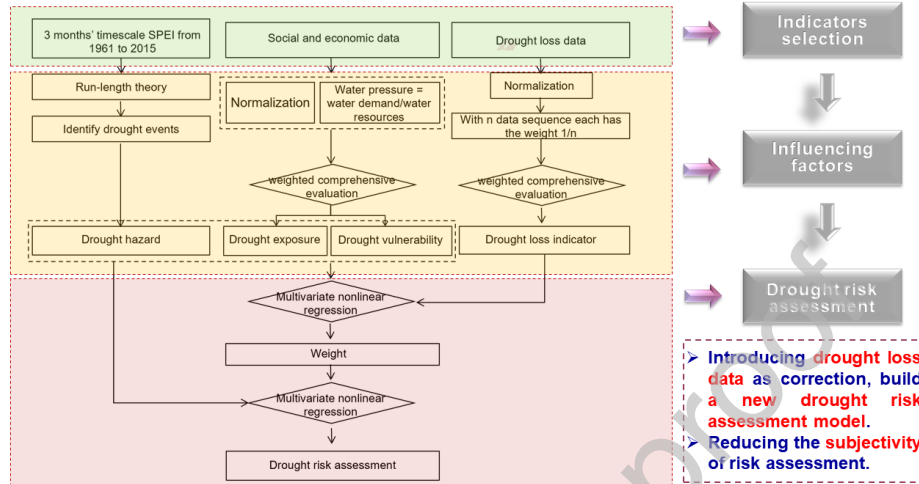 3 months' timescale SPEI from
1961 to 2015
Social and economic data
Drought loss data
Indicators
selection
Run-length theory
Identify drought events
Normalization
Water pressure =
water demand/water
resources
Normalization
With n data sequence each has
the weight 1/n
weighted comprehensive
evaluation
weighted comprehensive
evaluation
Influencing
factors
Drought hazard
Drought exposure
Drought vulnerability
Drought loss indicator
Multivariate nonlinear
regression
Drought risk
assessment
Weight
Multivariate nonlinear
regression
Drought risk assessment
➢ Introducing drought loss
data as correction, build
a new drought risk
assessment model.
➢ Reducing the subjectivity
of risk assessment.
proof